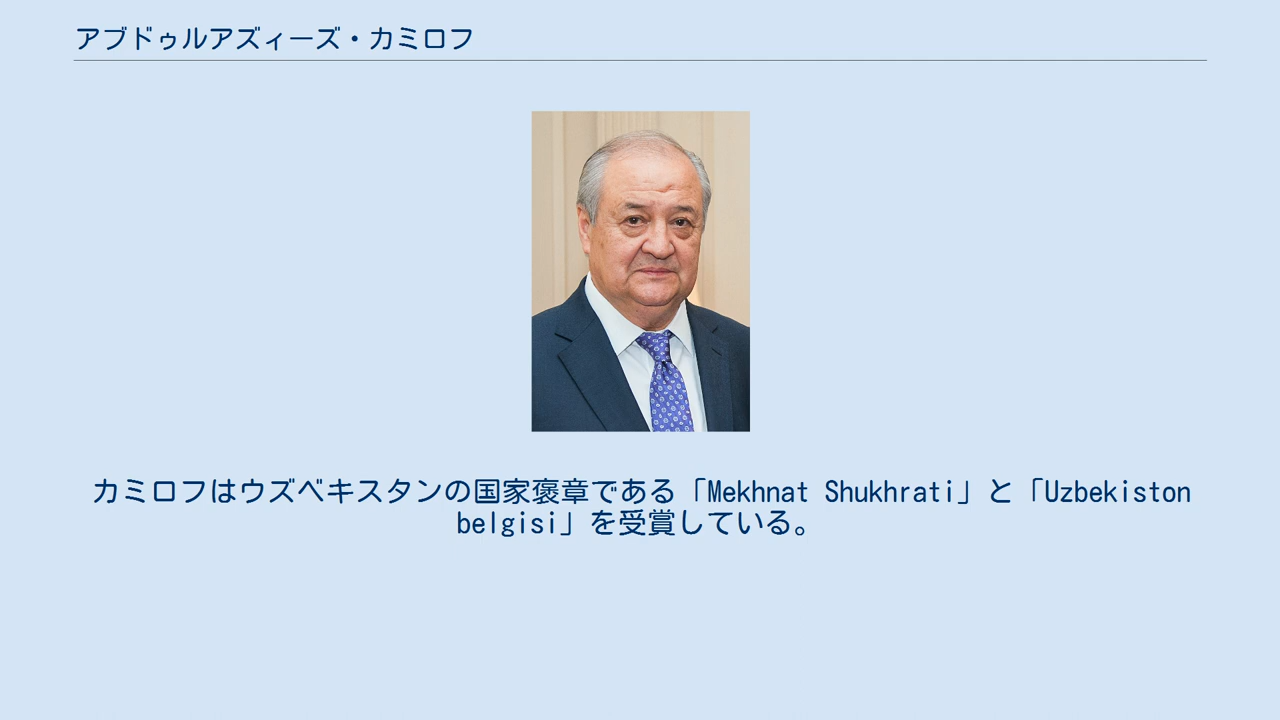 アブドゥルアズィーズ・カミロフ
カミロフはウズベキスタンの国家褒章である「Mekhnat Shukhrati」と「Uzbekiston
belgisi」を受賞している。